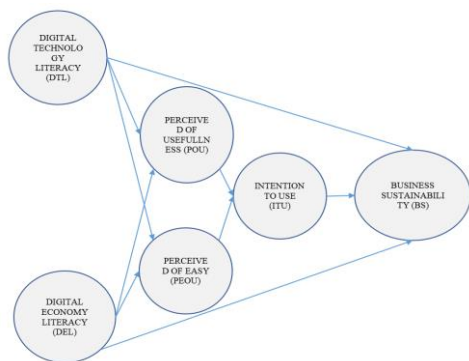 DIGITAL
TECHNOLO
GY LITERACY
(DTL)
PERCEIVE
D OF
USEFULLN
ESS (POU)
INTENTION
TO USE
(ITU)
BUSINESS
SUSTAINABILI
TY (BS)
PERCEIVE
D OF EASY
(PEOU)
DIGITAL
ECONOMY
LITERACY
(DEL)